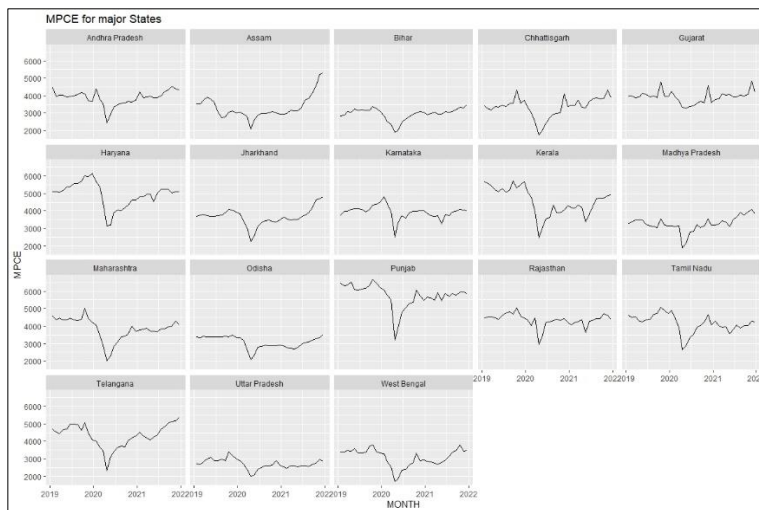 MPCE for major States
Andhra Pradesh Assam Bihar Chhattisgarh Gujarat
6000
5000
4000
3000
2000
Haryana Jharkhand Karnataka Kerala Madhya Pradesh
6000
5000
4000
3000
2000
MPCE
Maharashtra Odisha Punjab Rajasthan Tamil Nadu
6000
5000
4000
3000
2000
2019 2020 2021 2022 2019 2020 2021 2022
Telangana Uttar Pradesh West Bengal
6000
5000
4000
3000
2000
2019 2020 2021 2022 2019 2020 2021 2022 2019 2020 2021 2022
MONTH